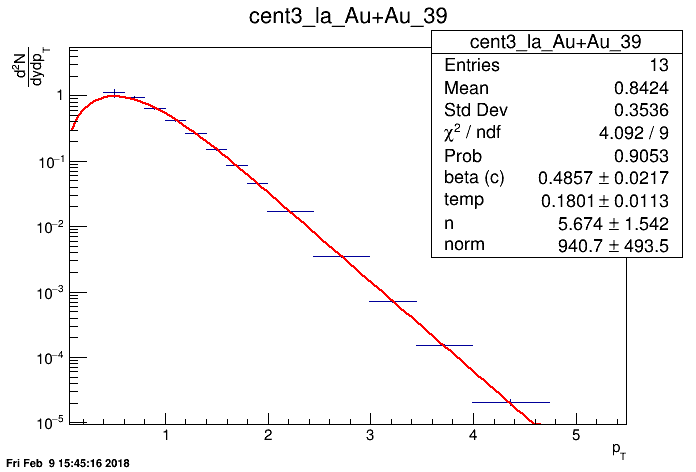 cent3_la_Au+Au_39
d²N
dydp_T
cent3_la_Au+Au_39
Entries 13
Mean 0.8424
Std Dev 0.3536
χ² / ndf 4.092 / 9
Prob 0.9053
beta (c) 0.4857 ± 0.0217
temp 0.1801 ± 0.0113
n 5.674 ± 1.542
norm 940.7 ± 493.5
1
10⁻¹
10⁻²
10⁻³
10⁻⁴
10⁻⁵
1 2 3 4 5
p_T
Fri Feb 9 15:45:16 2018